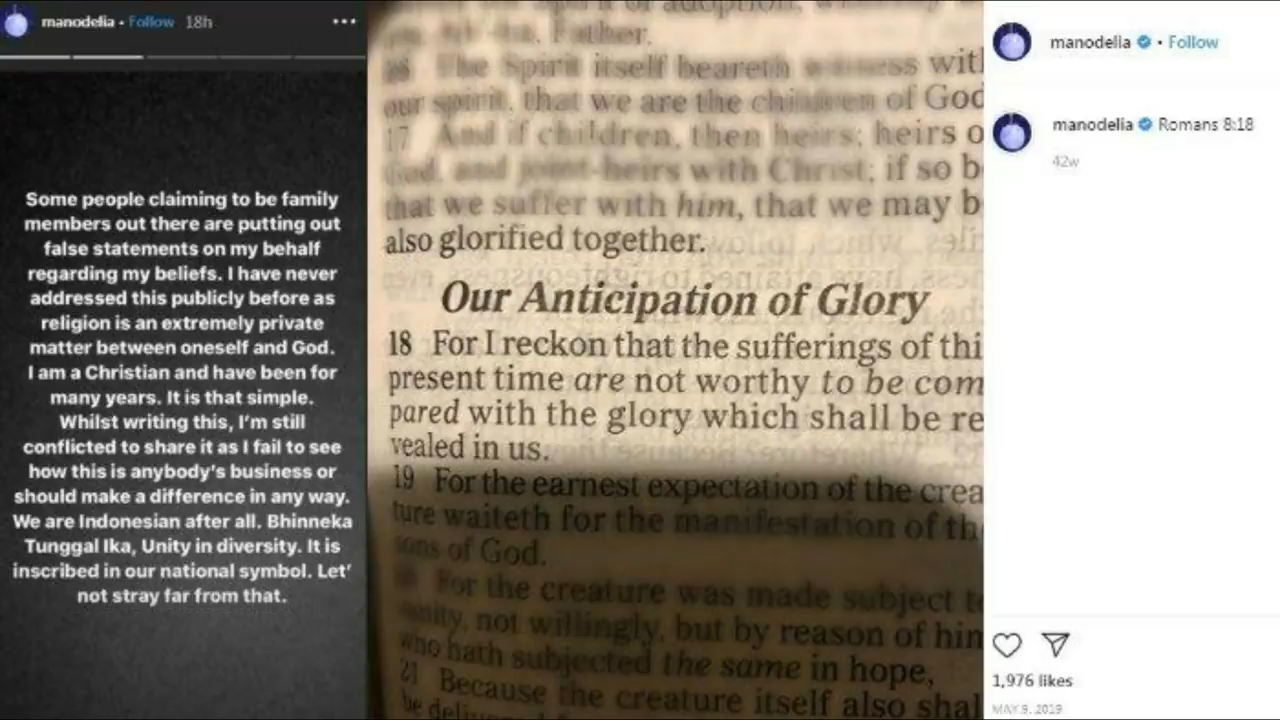 manodelia • Follow 18h
Some people claiming to be family
members out there are putting out
false statements on my behalf
regarding my beliefs. I have never
addressed this publicly before as
religion is an extremely private
matter between oneself and God.
I am a Christian and have been for
many years. It is that simple.
Whilst writing this, I'm still
conflicted to share it as I fail to see
how this is anybody's business or
should make a difference in any way.
We are Indonesian after all. Bhinneka
Tunggal Ika, Unity in diversity. It is
inscribed in our national symbol. Let'
not stray far from that.
of adoption,
Father.
The Spirit itself beareth witness with
our spirit, that we are the children of God
17 And if children, then heirs; heirs o
God, and joint-heirs with Christ; if so b
that we suffer with him, that we may b
also glorified together.
Our Anticipation of Glory
18 For I reckon that the sufferings of thi
present time are not worthy to be com
pared with the glory which shall be re
vealed in us.
19 For the earnest expectation of the crea
ture waiteth for the manifestation of th
sons of God.
For the creature was made subject t
vanity, not willingly, but by reason of him
who hath subjected the same in hope,
21 Because the creature itself also shal
be
manodelia • Follow
manodelia Romans 8:18
42w
1,976 likes
MAY 9, 2019